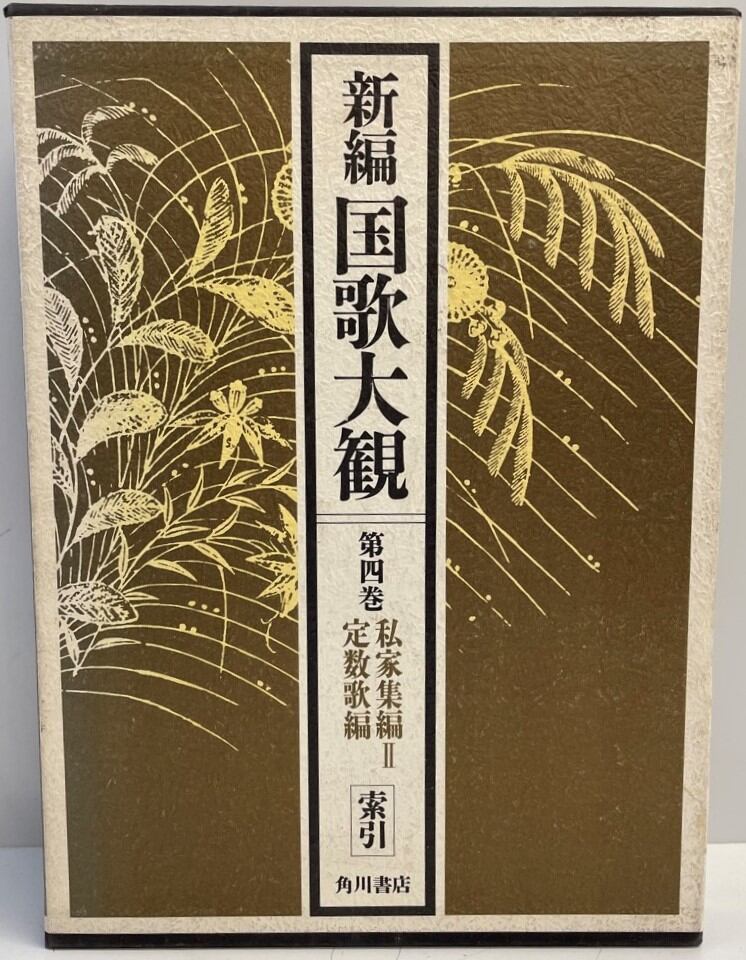 新編
国歌大観
第四巻
私家集編Ⅱ
定数歌編
索引
角川書店